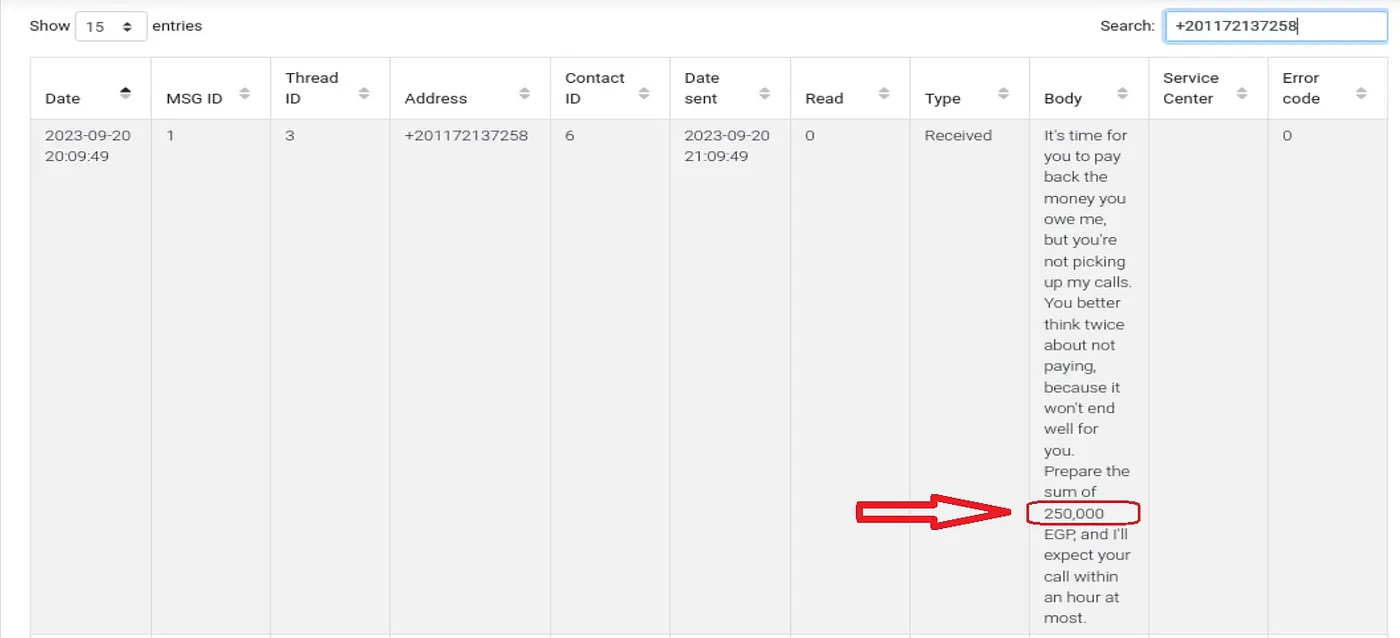 Show 15 entries Search: +201172137258
Date MSG ID Thread ID Address Contact ID Date sent Read Type Body Service Center Error code
2023-09-20 20:09:49 1 3 +201172137258 6 2023-09-20 21:09:49 0 Received It's time for 0
you to pay
back the
money you
owe me,
but you're
not picking
up my calls.
You better
think twice
about not
paying,
because it
won't end
well for
you.
Prepare the
sum of
250,000
EGP, and I'll
expect your
call within
an hour at
most.